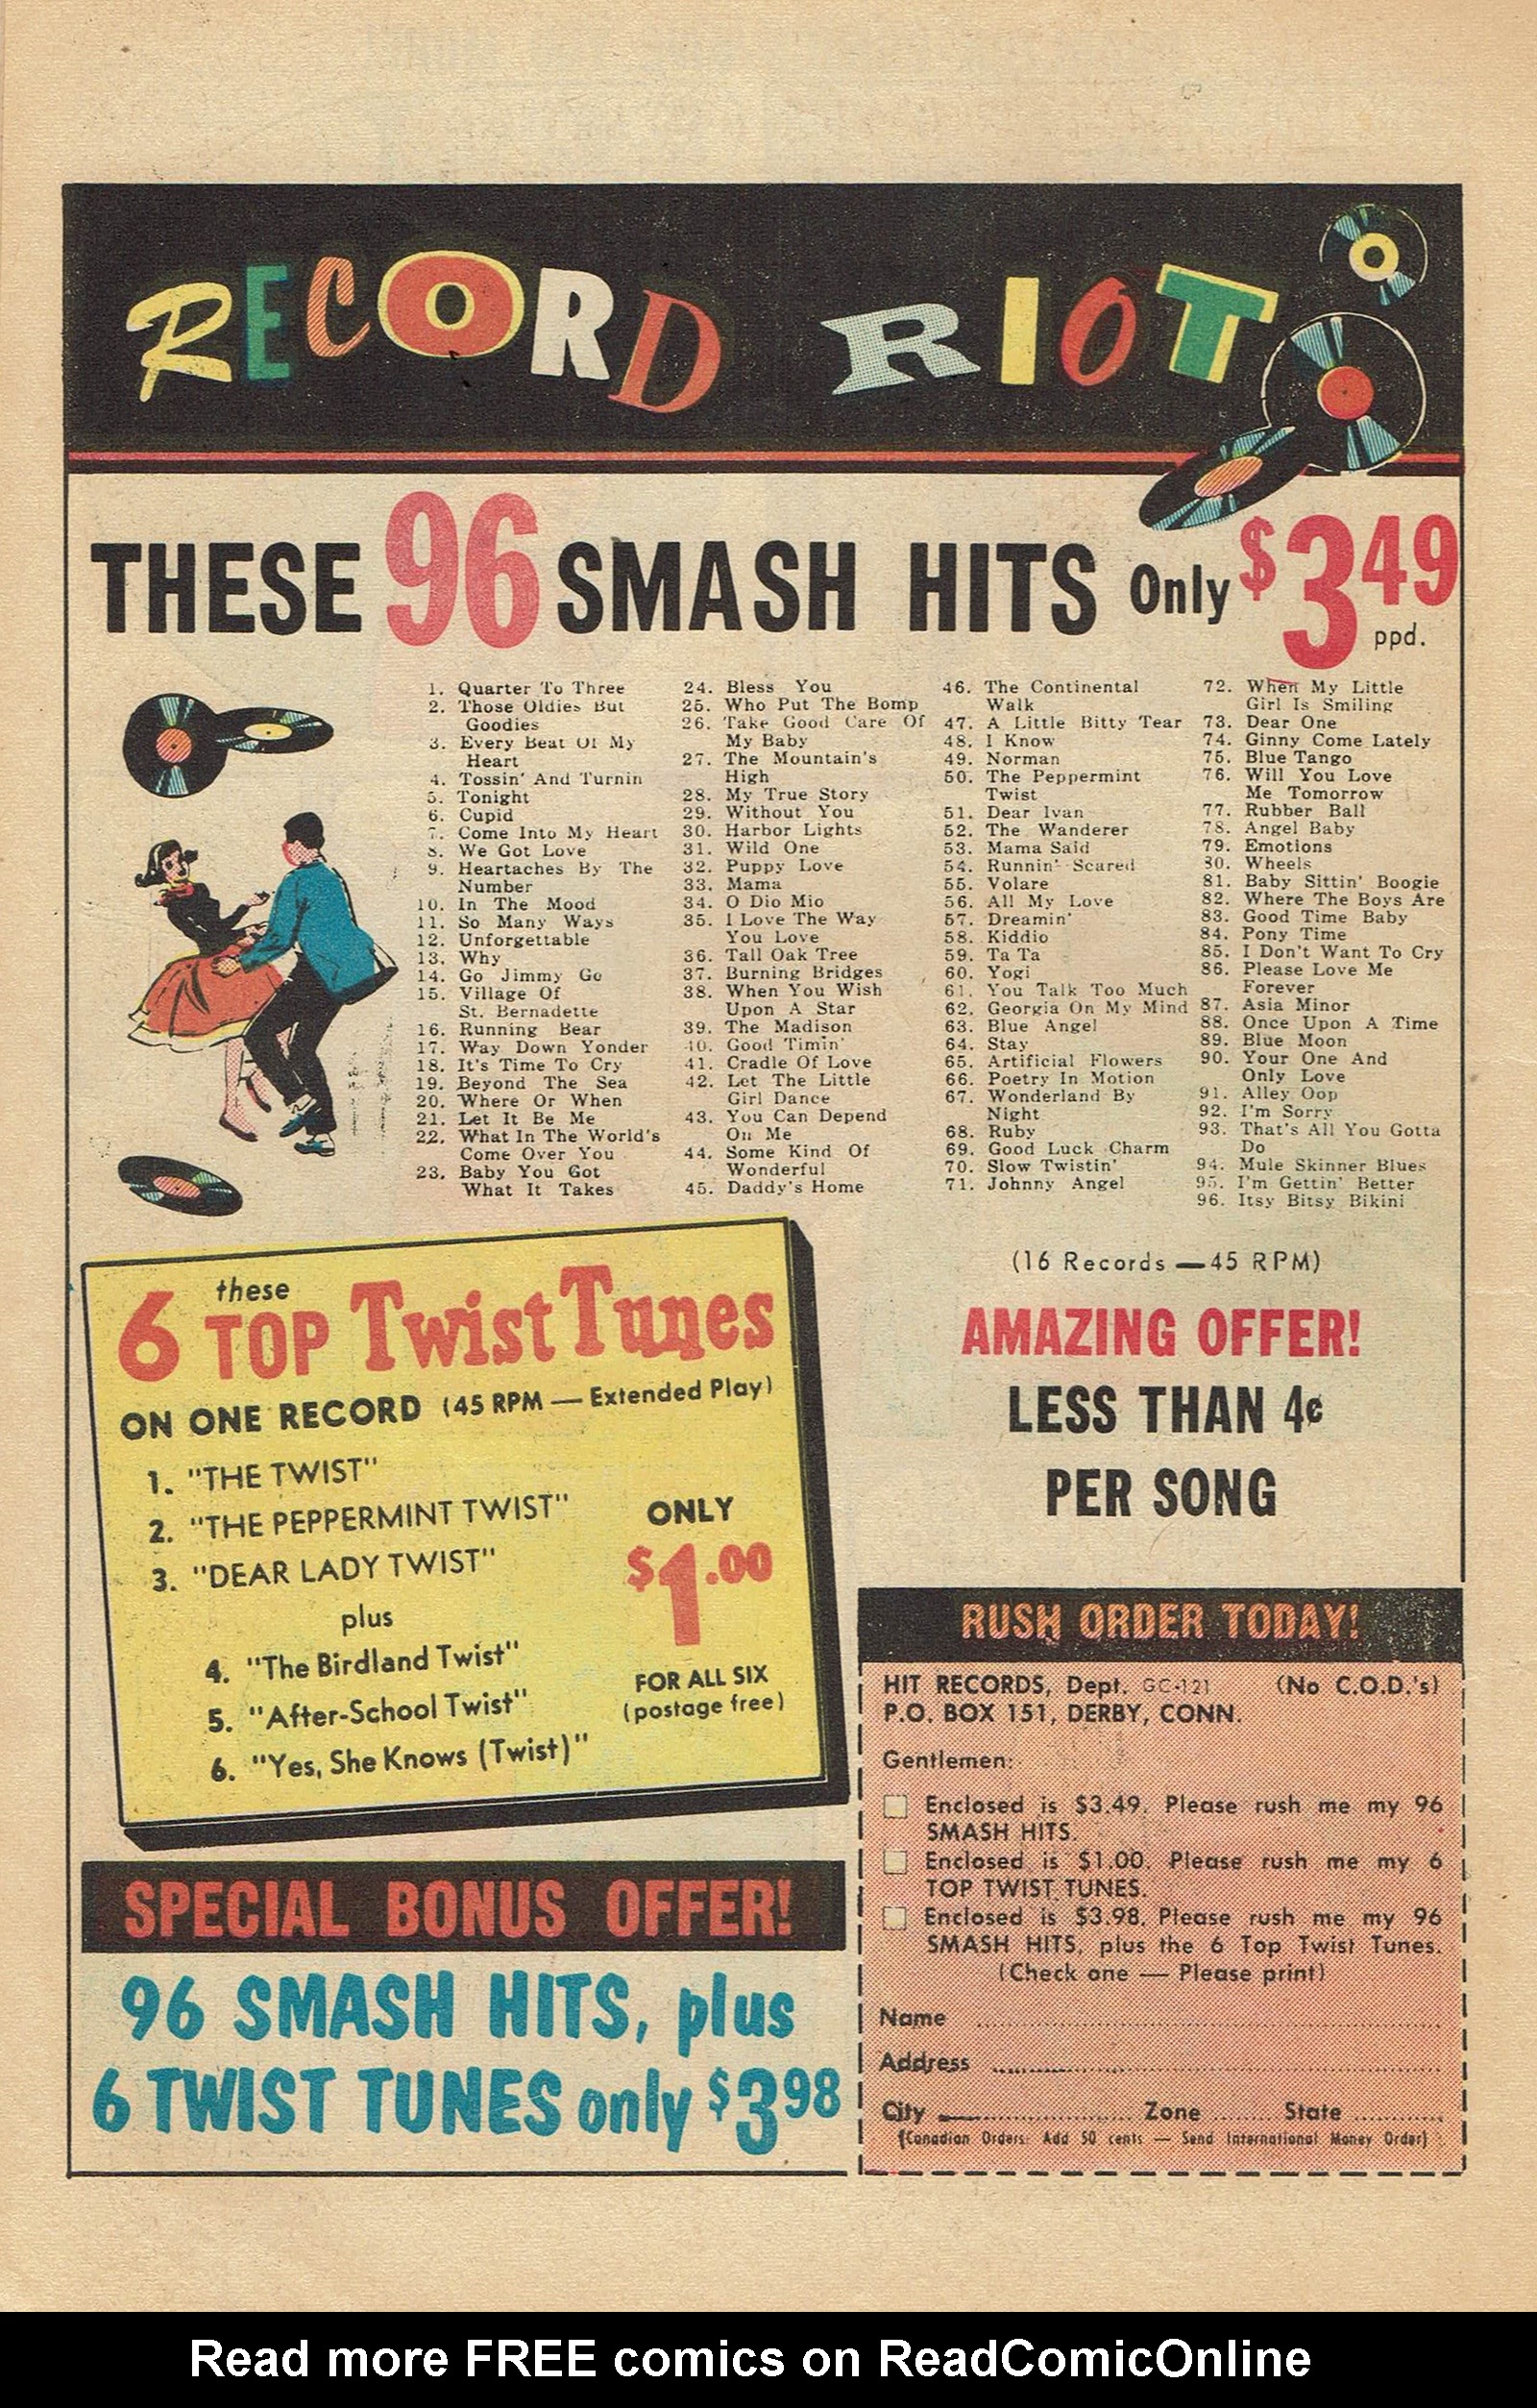 RECORD RIOT
THESE 96 SMASH HITS Only $3.49
ppd.
1. Quarter To Three
2. Those Oldies But
Goodies
3. Every Beat Of My
Heart
4. Tossin' And Turnin
5. Tonight
6. Cupid
7. Come Into My Heart
8. We Got Love
9. Heartaches By The
Number
10. In The Mood
11. So Many Ways
12. Unforgettable
13. Why
14. Go Jimmy Go
15. Village Of
St. Bernadette
16. Running Bear
17. Way Down Yonder
18. It's Time To Cry
19. Beyond The Sea
20. Where Or When
21. Let It Be Me
22. What In The World's
Come Over You
23. Baby You Got
What It Takes
24. Bless You
25. Who Put The Bomp
26. Take Good Care Of
My Baby
27. The Mountain's
High
28. My True Story
29. Without You
30. Harbor Lights
31. Wild One
32. Puppy Love
33. Mama
34. O Dio Mio
35. I Love The Way
You Love
36. Tall Oak Tree
37. Burning Bridges
38. When You Wish
Upon A Star
39. The Madison
40. Good Timin'
41. Cradle Of Love
42. Let The Little
Girl Dance
43. You Can Depend
On Me
44. Some Kind Of
Wonderful
45. Daddy's Home
46. The Continental
Walk
47. A Little Bitty Tear
48. I Know
49. Norman
50. The Peppermint
Twist
51. Dear Ivan
52. The Wanderer
53. Mama Said
54. Runnin' Scared
55. Volare
56. All My Love
57. Dreamin'
58. Kiddio
59. Ta Ta
60. Yogi
61. You Talk Too Much
62. Georgia On My Mind
63. Blue Angel
64. Stay
65. Artificial Flowers
66. Poetry In Motion
67. Wonderland By
Night
68. Ruby
69. Good Luck Charm
70. Slow Twistin'
71. Johnny Angel
72. When My Little
Girl Is Smiling
73. Dear One
74. Ginny Come Lately
75. Blue Tango
76. Will You Love
Me Tomorrow
77. Rubber Ball
78. Angel Baby
79. Emotions
80. Wheels
81. Baby Sittin' Boogie
82. Where The Boys Are
83. Good Time Baby
84. Pony Time
85. I Don't Want To Cry
86. Please Love Me
Forever
87. Asia Minor
88. Once Upon A Time
89. Blue Moon
90. Your One And
Only Love
91. Alley Oop
92. I'm Sorry
93. That's All You Gotta
Do
94. Mule Skinner Blues
95. I'm Gettin' Better
96. Itsy Bitsy Bikini
(16 Records — 45 RPM)
AMAZING OFFER!
LESS THAN 4¢
PER SONG
these
6 TOP Twist Tunes
ON ONE RECORD (45 RPM — Extended Play)
1. "THE TWIST"
2. "THE PEPPERMINT TWIST"
3. "DEAR LADY TWIST"
plus
4. "The Birdland Twist"
5. "After-School Twist"
6. "Yes, She Knows (Twist)"
ONLY
$1.00
FOR ALL SIX
(postage free)
SPECIAL BONUS OFFER!
96 SMASH HITS, plus
6 TWIST TUNES only $3.98
RUSH ORDER TODAY!
HIT RECORDS, Dept. GC-121 (No C.O.D.'s)
P.O. BOX 151, DERBY, CONN.
Gentlemen:
Enclosed is $3.49. Please rush me my 96
SMASH HITS.
Enclosed is $1.00. Please rush me my 6
TOP TWIST TUNES.
Enclosed is $3.98. Please rush me my 96
SMASH HITS, plus the 6 Top Twist Tunes.
(Check one — Please print)
Name
Address
City Zone State
(Canadian Orders: Add 50 cents — Send International Money Order)
Read more FREE comics on ReadComicOnline